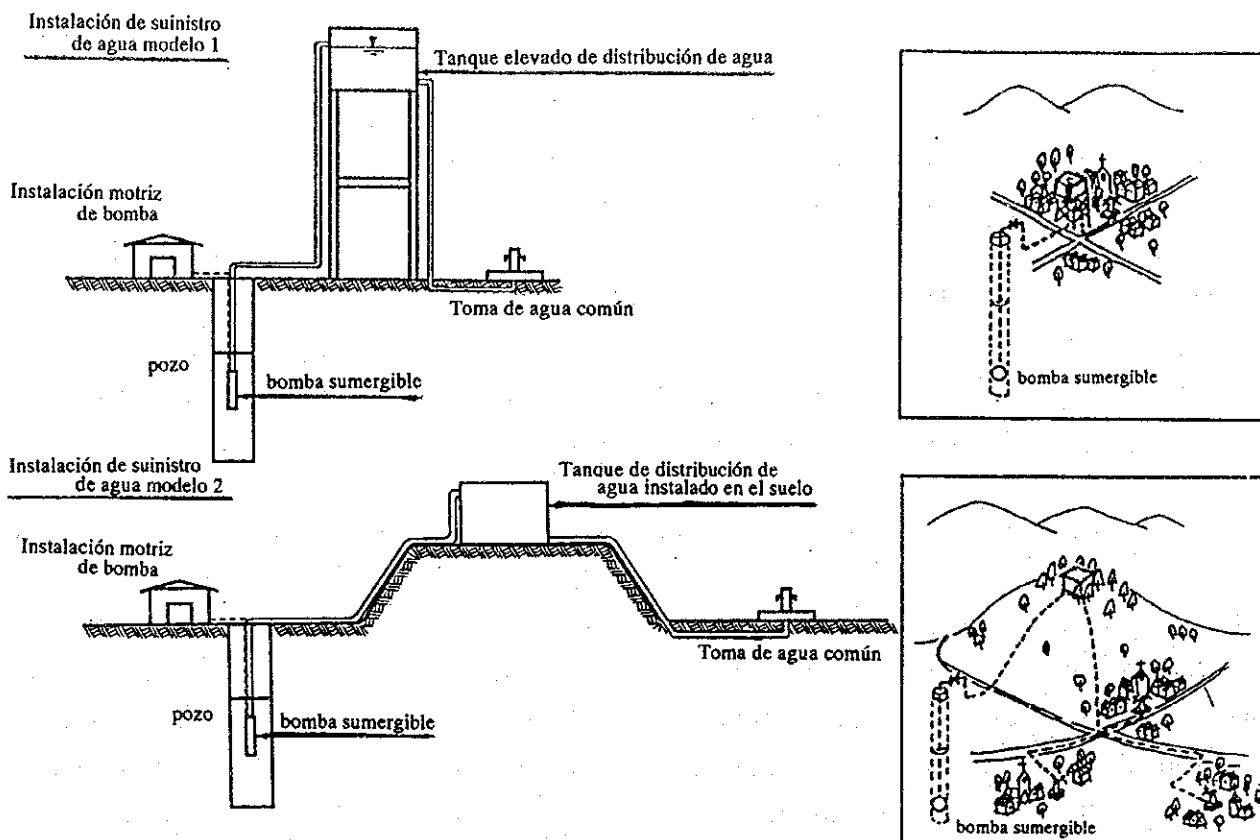 Instalación de suinistro
de agua modelo 1
Tanque elevado de distribución de agua
Instalación motriz
de bomba
Toma de agua común
pozo
bomba sumergible
bomba sumergible
Instalación de suinistro
de agua modelo 2
Tanque de distribución de
agua instalado en el suelo
Instalación motriz
de bomba
Toma de agua común
pozo
bomba sumergible
bomba sumergible